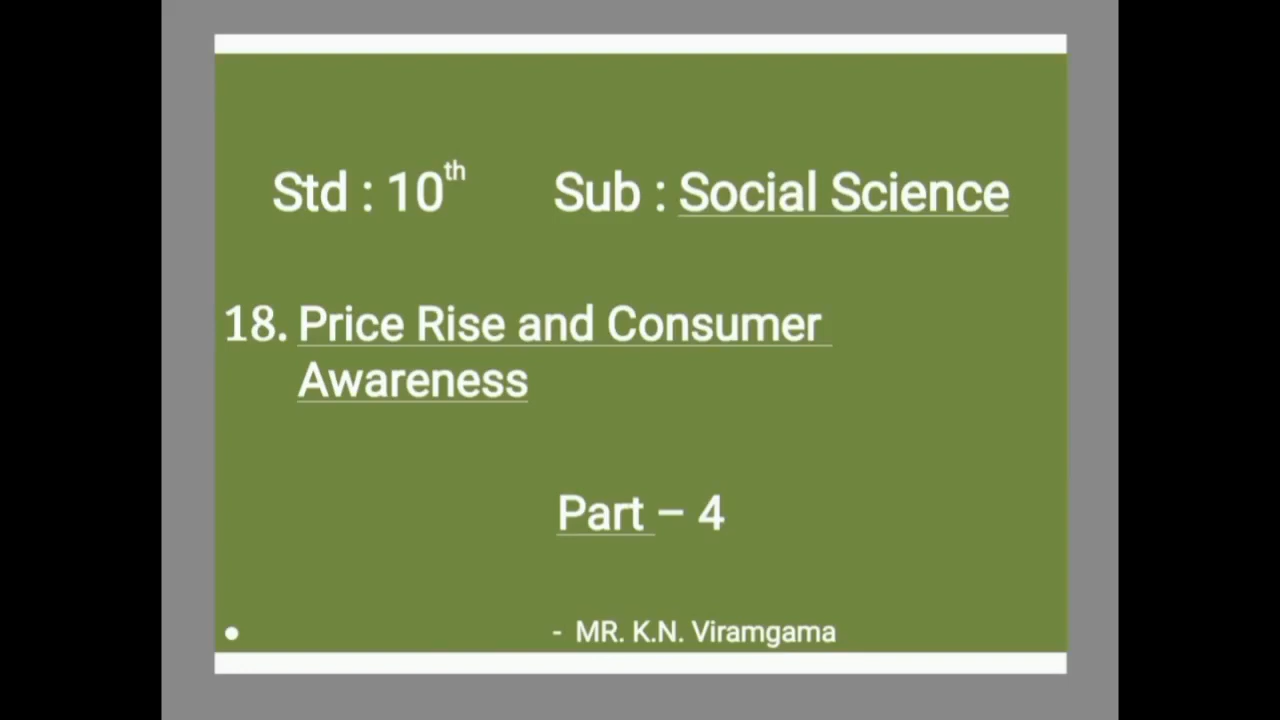 Std : 10th Sub : Social Science
18. Price Rise and Consumer
Awareness
Part – 4
- MR. K.N. Viramgama